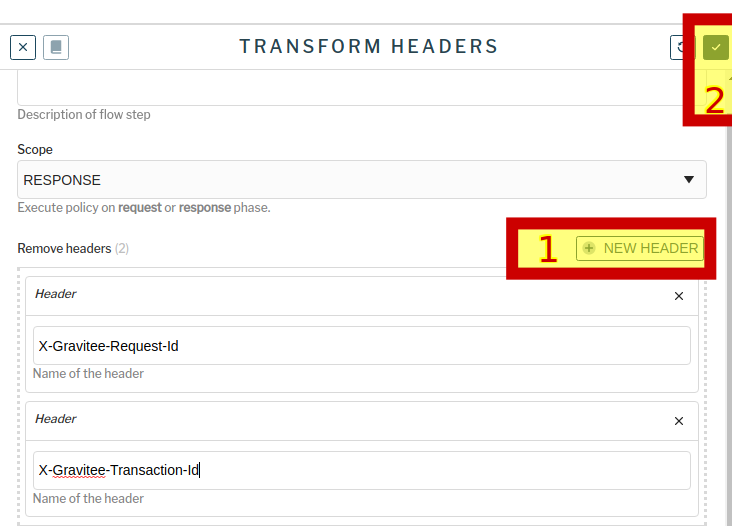 TRANSFORM HEADERS
2
Description of flow step
Scope
RESPONSE
Execute policy on request or response phase.
Remove headers (2)
1 NEW HEADER
Header
X-Gravitee-Request-Id
Name of the header
Header
X-Gravitee-Transaction-Id
Name of the header